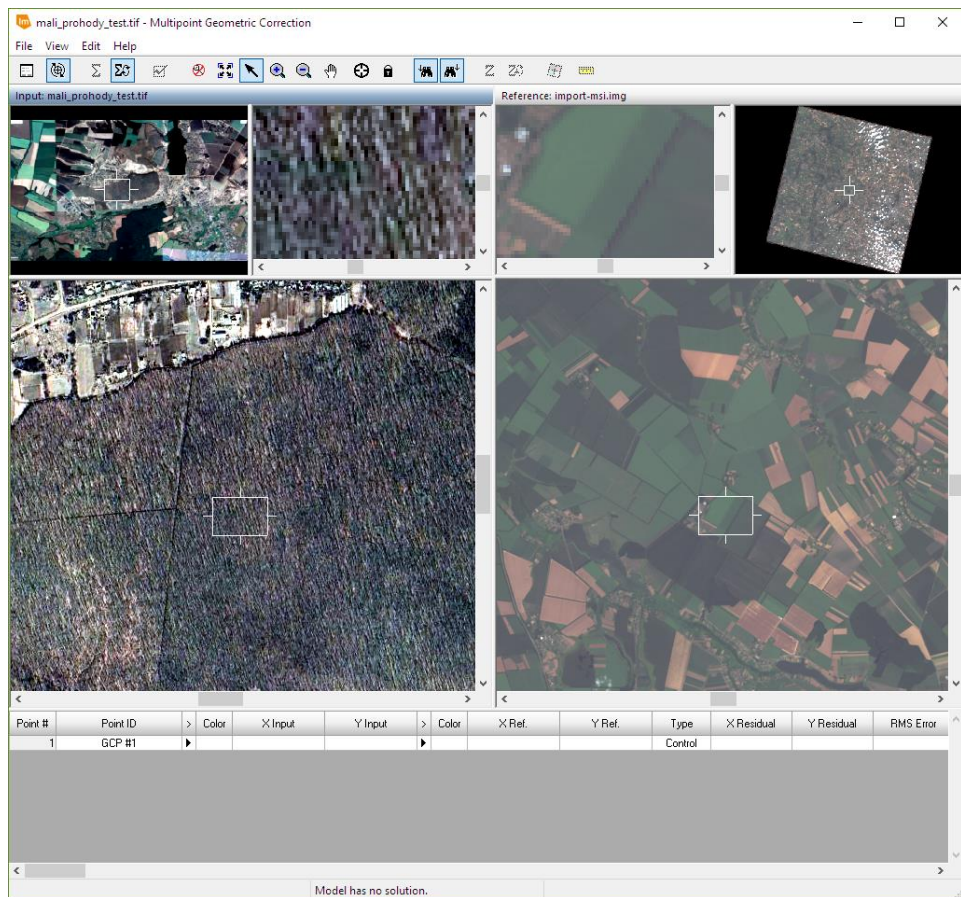 mali_prohody_test.tif - Multipoint Geometric Correction
File View Edit Help
Input: mali_prohody_test.tif
Reference: import-msi.img
Point # Point ID > Color X Input Y Input > Color X Ref. Y Ref. Type X Residual Y Residual RMS Error
1 GCP #1 Control
Model has no solution.